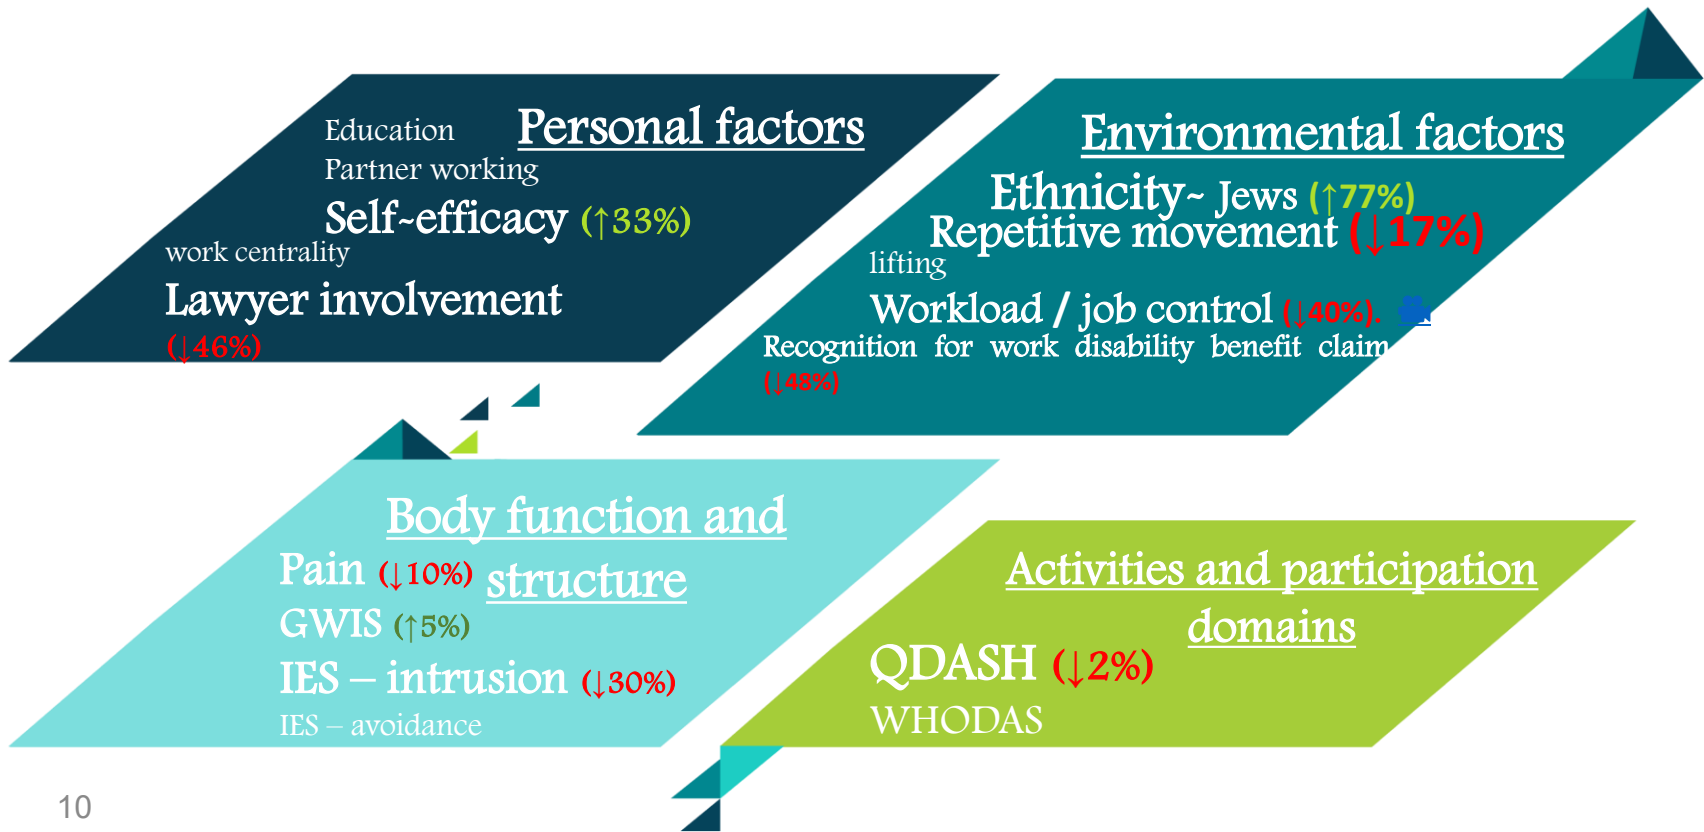 Personal factors
Education
Partner working
Self-efficacy (↑33%)
work centrality
Lawyer involvement
(↓46%)
Environmental factors
Ethnicity- Jews (↑77%)
Repetitive movement (↓17%)
lifting
Workload / job control (↓40%).
Recognition for work disability benefit claim
(↓48%)
Body function and
structure
Pain (↓10%)
GWIS (↑5%)
IES – intrusion (↓30%)
IES – avoidance
Activities and participation
domains
QDASH (↓2%)
WHODAS
10